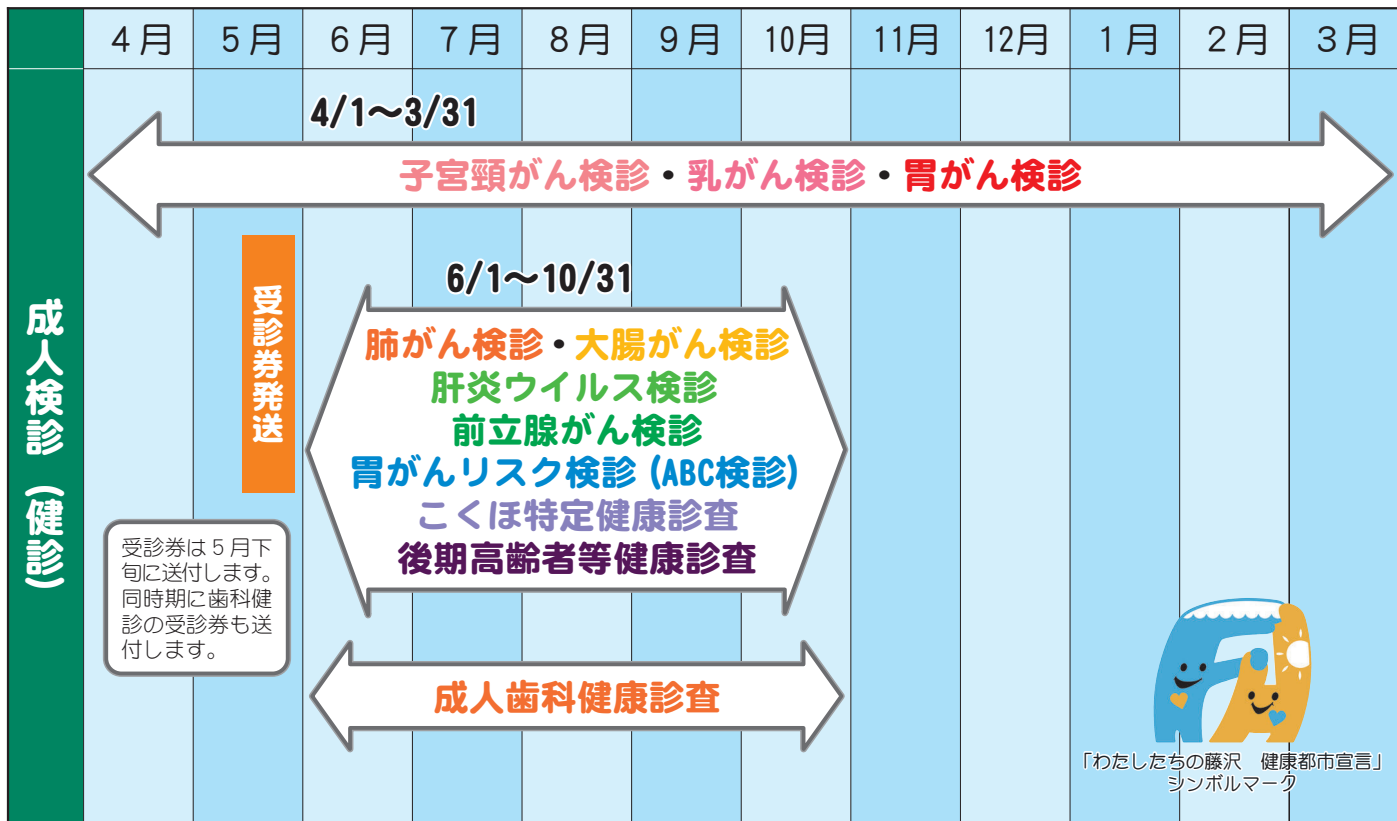 4月 5月 6月 7月 8月 9月 10月 11月 12月 1月 2月 3月
成人検診（健診）
4/1～3/31
子宮頸がん検診・乳がん検診・胃がん検診
受診券発送
6/1～10/31
肺がん検診・大腸がん検診
肝炎ウイルス検診
前立腺がん検診
胃がんリスク検診（ABC検診）
こくほ特定健康診査
後期高齢者等健康診査
受診券は5月下
旬に送付します。
同時期に歯科健
診の受診券も送
付します。
成人歯科健康診査
「わたしたちの藤沢　健康都市宣言」
シンボルマーク